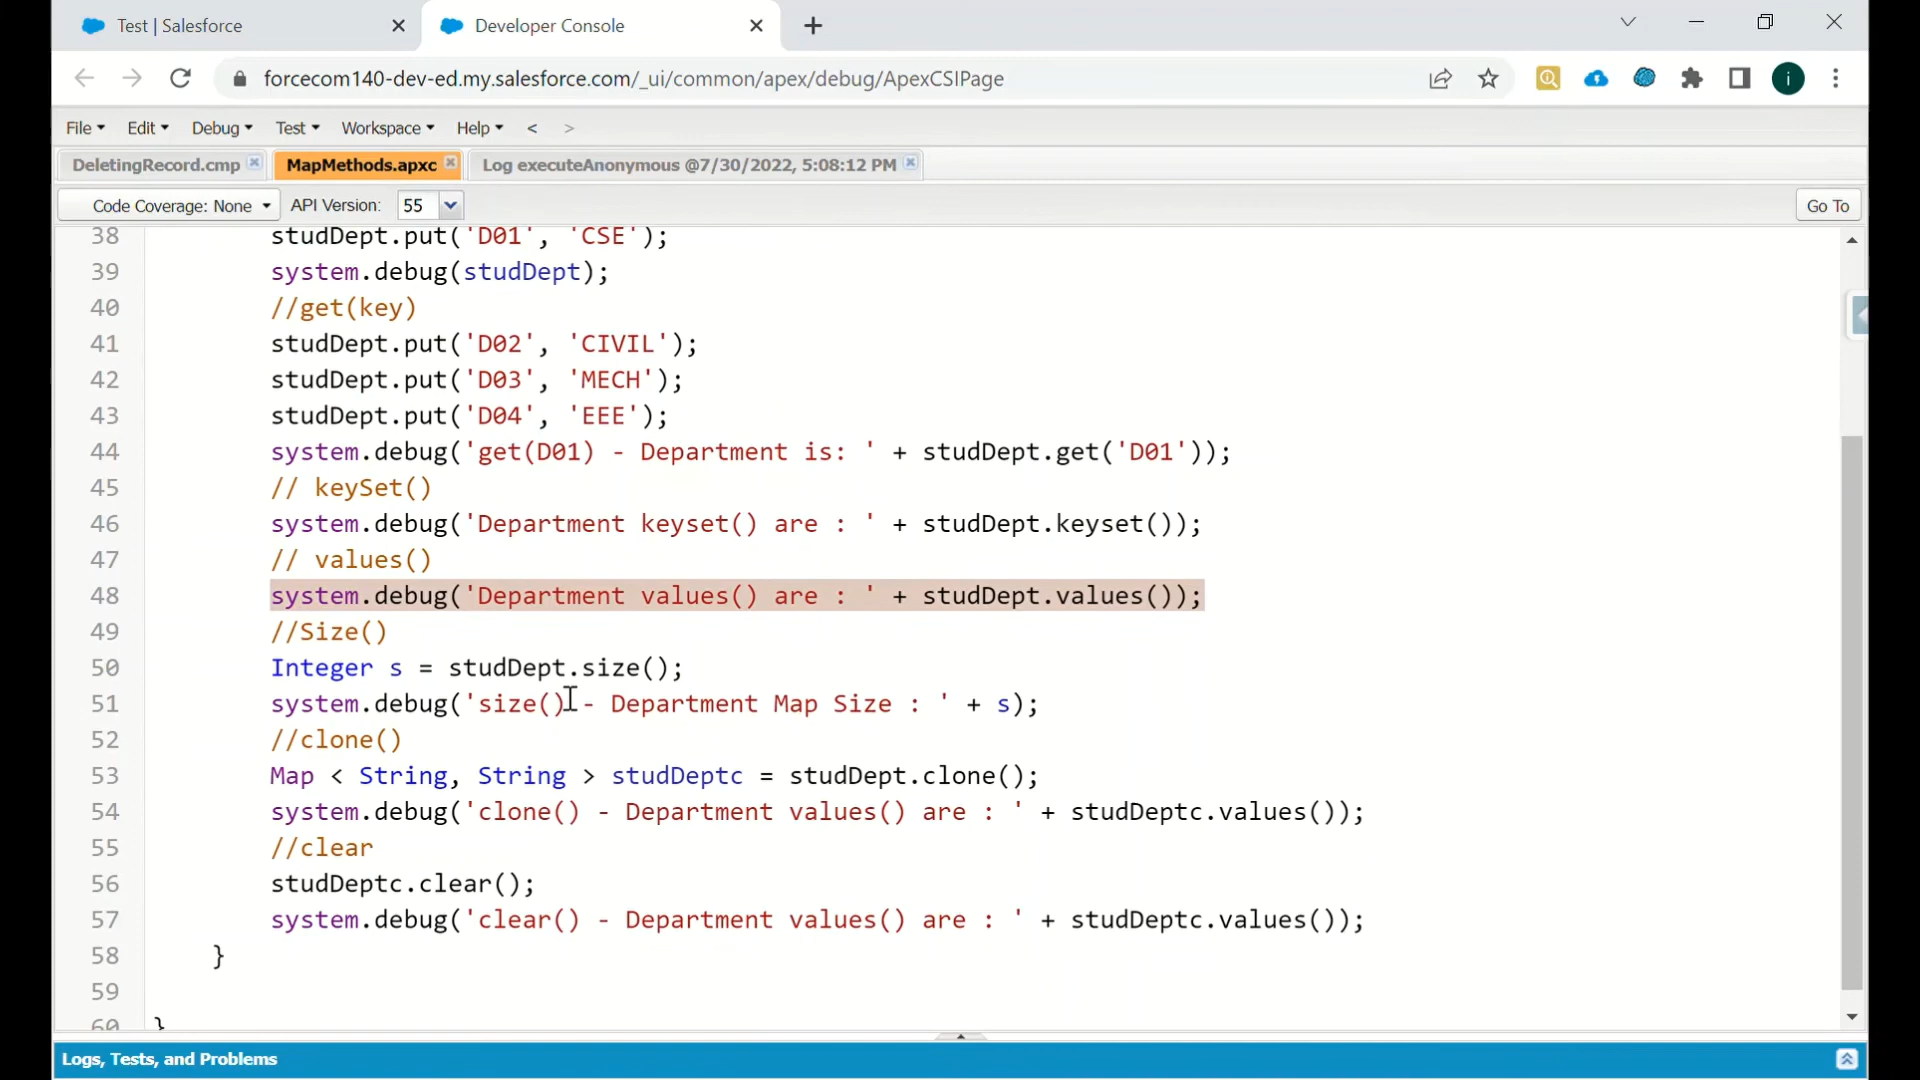 Test | Salesforce
Developer Console
forcecom140-dev-ed.my.salesforce.com/_ui/common/apex/debug/ApexCSIPage
i
File Edit Debug Test Workspace Help < >
DeletingRecord.cmp
MapMethods.apxc
Log executeAnonymous @7/30/2022, 5:08:12 PM
Code Coverage: None API Version: 55 Go To
38 studDept.put('D01', 'CSE');
39 system.debug(studDept);
40 //get(key)
41 studDept.put('D02', 'CIVIL');
42 studDept.put('D03', 'MECH');
43 studDept.put('D04', 'EEE');
44 system.debug('get(D01) - Department is: ' + studDept.get('D01'));
45 // keySet()
46 system.debug('Department keyset() are : ' + studDept.keyset());
47 // values()
48 system.debug('Department values() are : ' + studDept.values());
49 //Size()
50 Integer s = studDept.size();
51 system.debug('size() - Department Map Size : ' + s);
52 //clone()
53 Map < String, String > studDeptc = studDept.clone();
54 system.debug('clone() - Department values() are : ' + studDeptc.values());
55 //clear
56 studDeptc.clear();
57 system.debug('clear() - Department values() are : ' + studDeptc.values());
58 }
59
60 }
Logs, Tests, and Problems